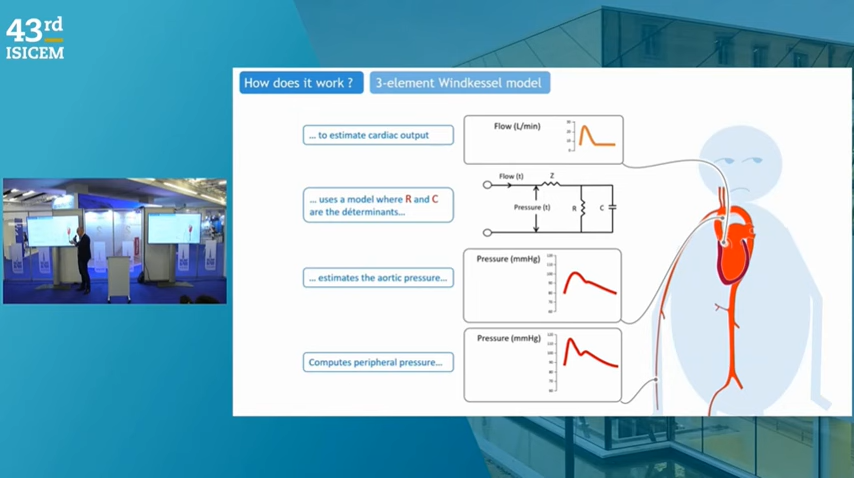 43rd
ISICEM
How does it work ?
3-element Windkessel model
... to estimate cardiac output
Flow (L/min)
... uses a model where R and C
are the déterminants...
Flow (t)
Z
Pressure (t)
R
C
... estimates the aortic pressure...
Pressure (mmHg)
Computes peripheral pressure...
Pressure (mmHg)